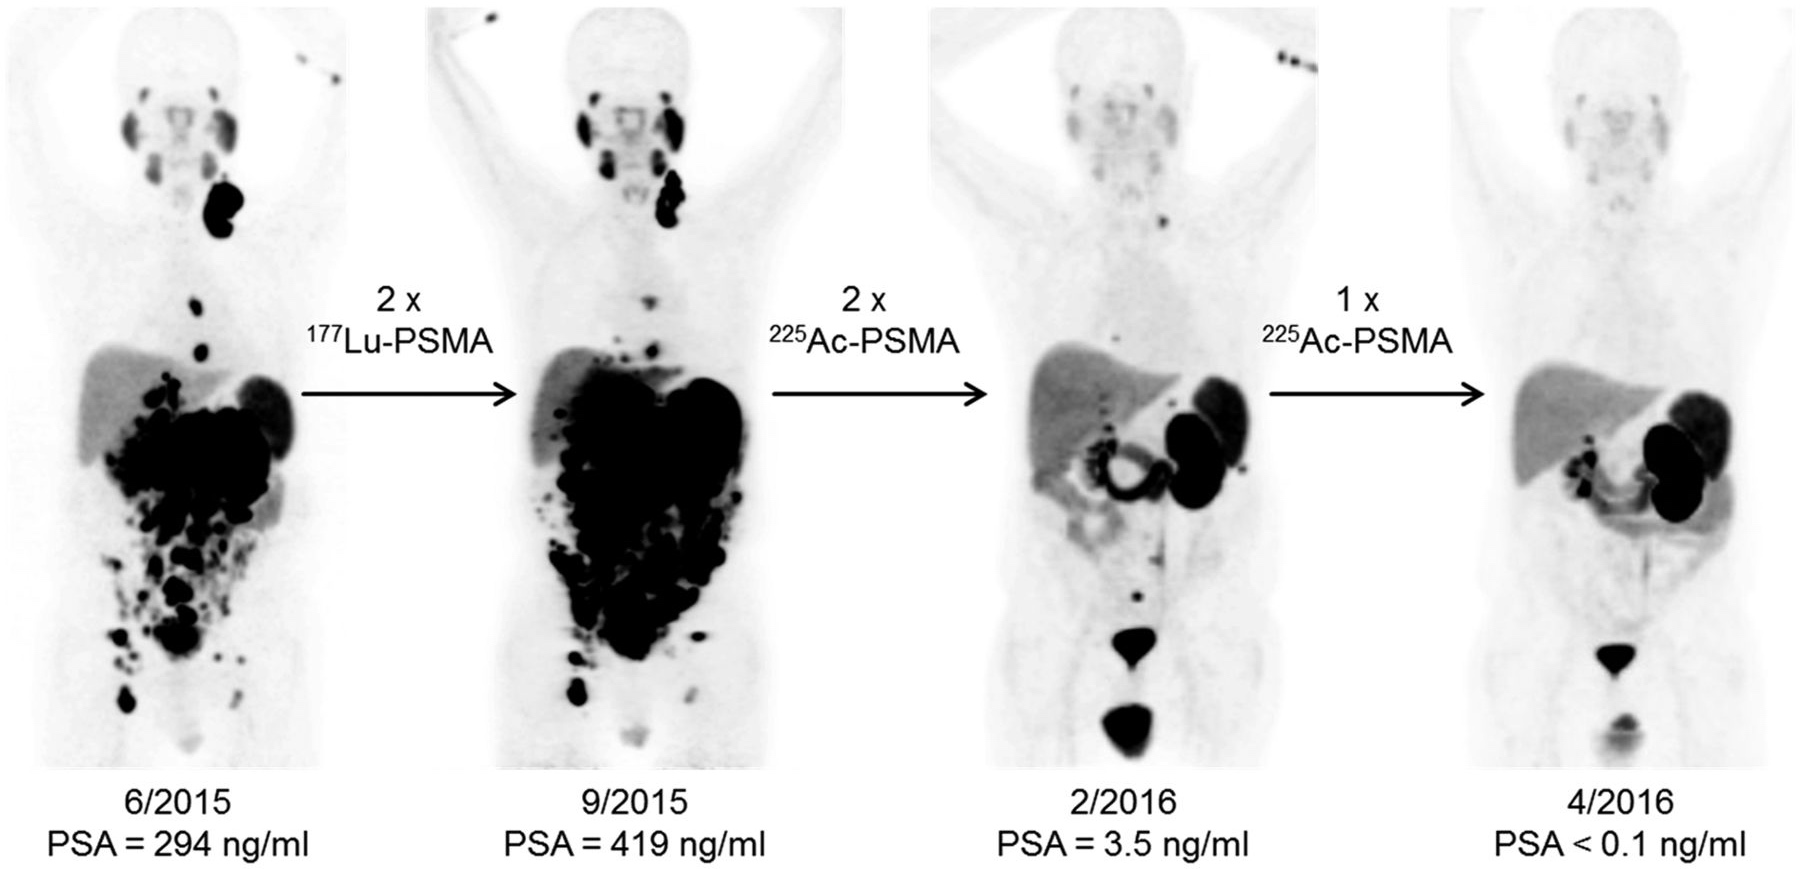 2 x
¹⁷⁷Lu-PSMA
2 x
²²⁵Ac-PSMA
1 x
²²⁵Ac-PSMA
6/2015
PSA = 294 ng/ml
9/2015
PSA = 419 ng/ml
2/2016
PSA = 3.5 ng/ml
4/2016
PSA < 0.1 ng/ml